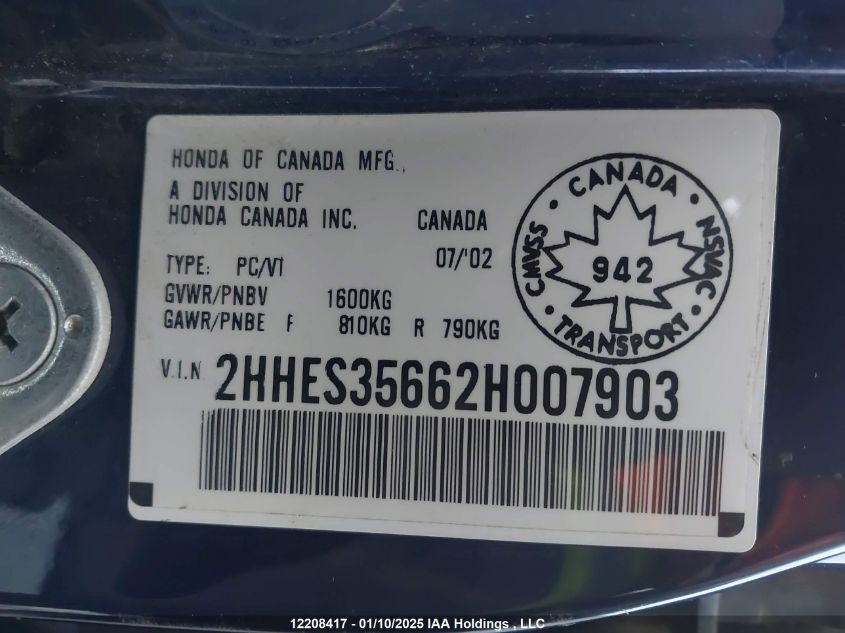 HONDA OF CANADA MFG.,
A DIVISION OF
HONDA CANADA INC. CANADA
07/'02
TYPE: PC/VT
GVWR/PNBV 1600KG
GAWR/PNBE F 810KG R 790KG
V.I.N 2HHES35662H007903
CANADA
CMVSS
NSVAC
942
TRANSPORT
12208417 - 01/10/2025 IAA Holdings , LLC